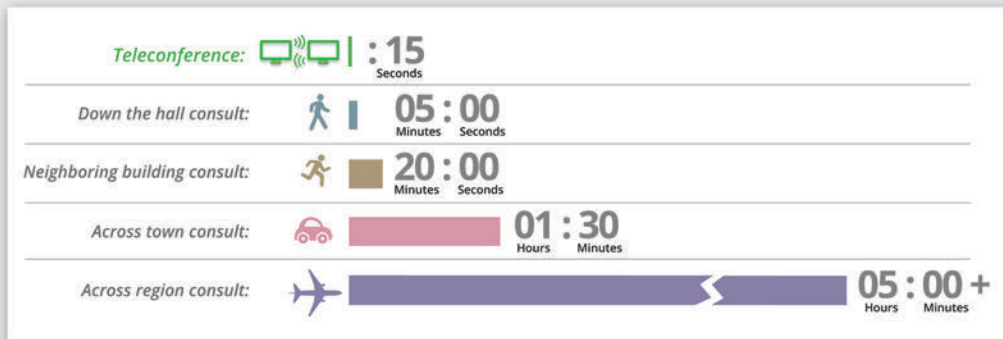 Teleconference: : 15
Seconds
Down the hall consult: 05 : 00
Minutes Seconds
Neighboring building consult: 20 : 00
Minutes Seconds
Across town consult: 01 : 30
Hours Minutes
Across region consult: 05 : 00 +
Hours Minutes